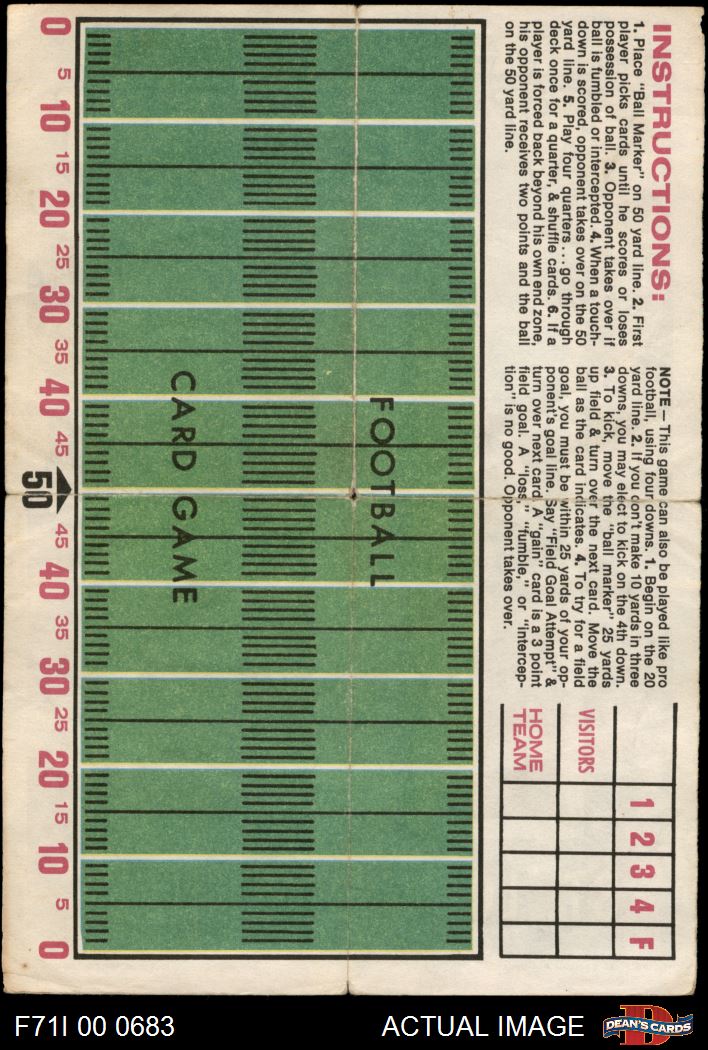 INSTRUCTIONS:
1. Place "Ball Marker" on 50 yard line. 2. First
player picks cards until he scores or loses
possession of ball. 3. Opponent takes over if
ball is fumbled or intercepted. 4. When a touch-
down is scored, opponent takes over on the 50
yard line. 5. Play four quarters . . . go through
deck once for a quarter, & shuffle cards. 6. If a
player is forced back beyond his own end zone,
his opponent receives two points and the ball
on the 50 yard line.
NOTE — This game can also be played like pro
football, using four downs. 1. Begin on the 20
yard line. 2. If you don't make 10 yards in three
downs, you may elect to kick on the 4th down.
3. To kick, move the "ball marker" 25 yards
up field & turn over the next card. Move the
ball as the card indicates. 4. To try for a field
goal, you must be within 25 yards of your op-
ponent's goal line. Say "Field Goal Attempt" &
turn over next card. A "gain" card is a 3 point
field goal. A "loss," "fumble," or "intercep-
tion" is no good. Opponent takes over.
1 2 3 4 F
VISITORS
HOME
TEAM
FOOTBALL
CARD GAME
0 5 10 15 20 25 30 35 40 45 50 45 40 35 30 25 20 15 10 5 0
F71I 00 0683
ACTUAL IMAGE
D
DEAN'S CARDS